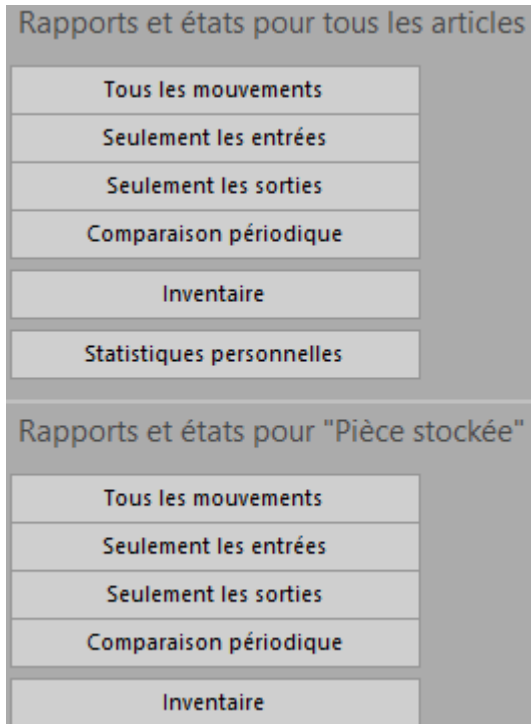 Rapports et états pour tous les articles
Tous les mouvements
Seulement les entrées
Seulement les sorties
Comparaison périodique
Inventaire
Statistiques personnelles
Rapports et états pour "Pièce stockée"
Tous les mouvements
Seulement les entrées
Seulement les sorties
Comparaison périodique
Inventaire